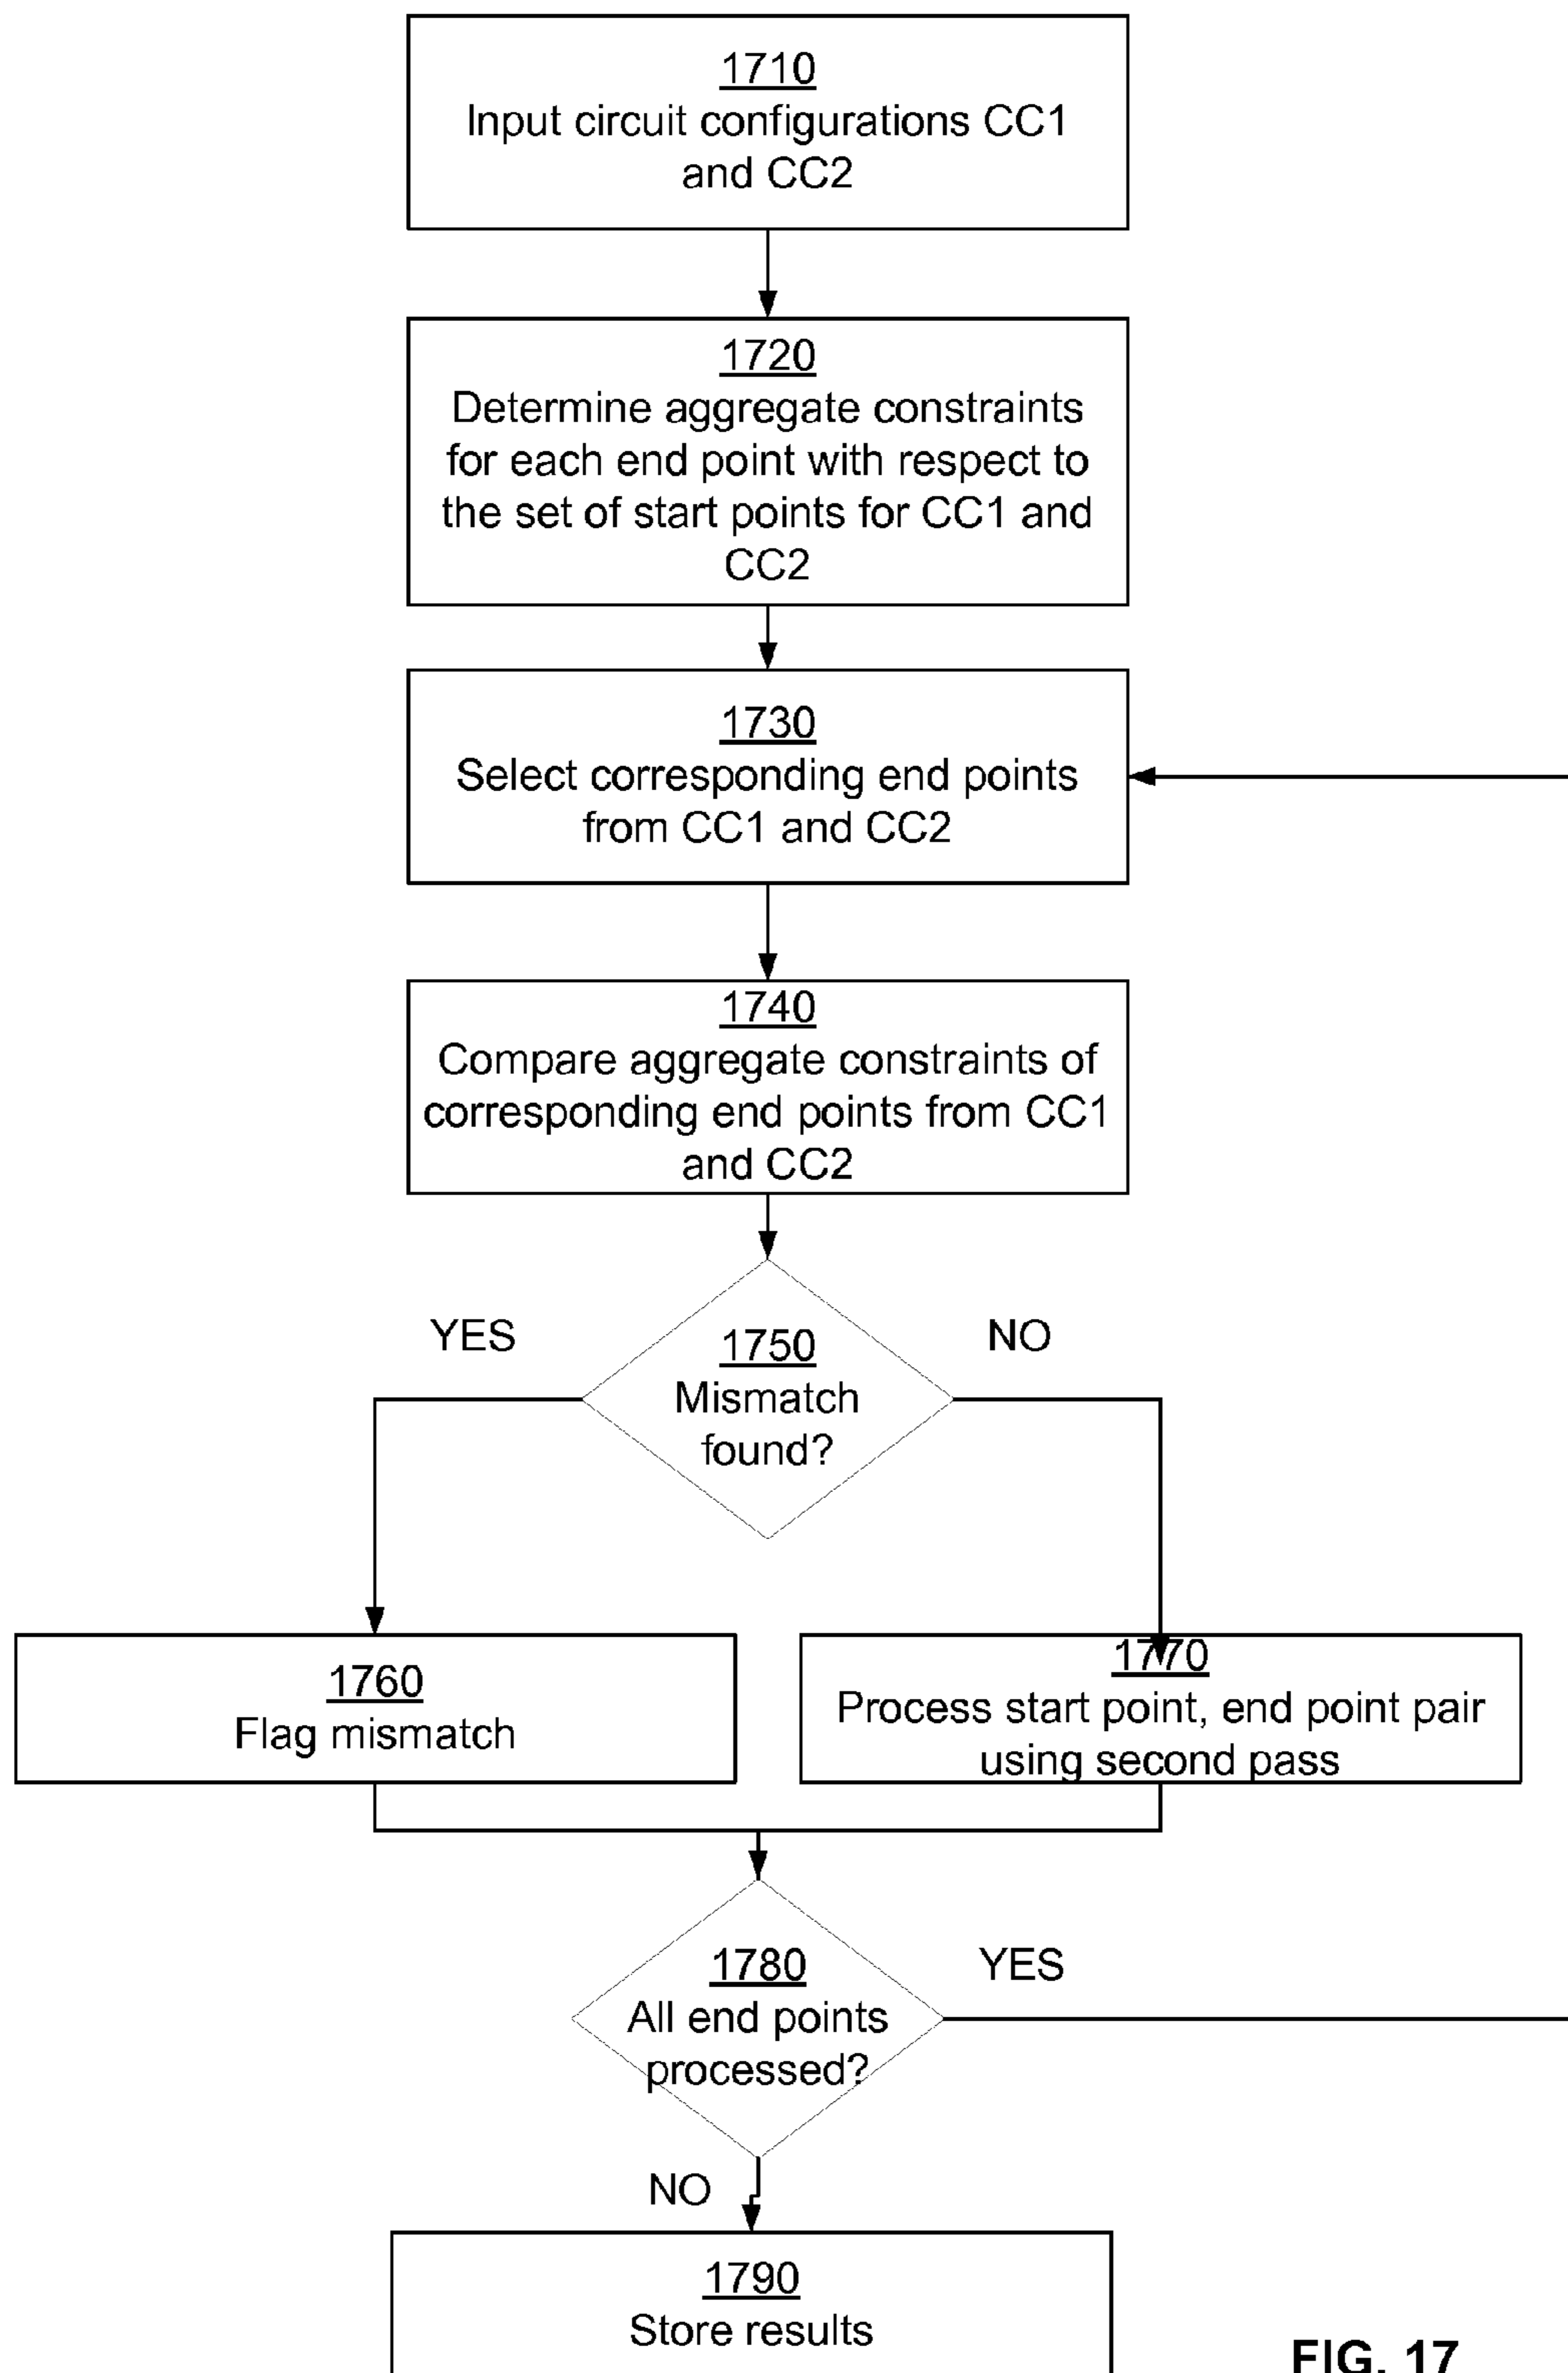 1710
Input circuit configurations CC1
and CC2
1720
Determine aggregate constraints
for each end point with respect to
the set of start points for CC1 and
CC2
1730
Select corresponding end points
from CC1 and CC2
1740
Compare aggregate constraints of
corresponding end points from CC1
and CC2
YES
NO
1750
Mismatch
found?
1760
Flag mismatch
1770
Process start point, end point pair
using second pass
1780
All end points
processed?
YES
NO
1790
Store results
FIG. 17